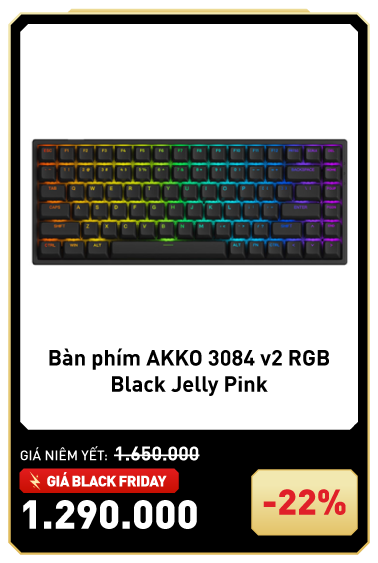 Bàn phím AKKO 3084 v2 RGB
Black Jelly Pink
GIÁ NIÊM YẾT: 1.650.000
GIÁ BLACK FRIDAY
1.290.000
-22%